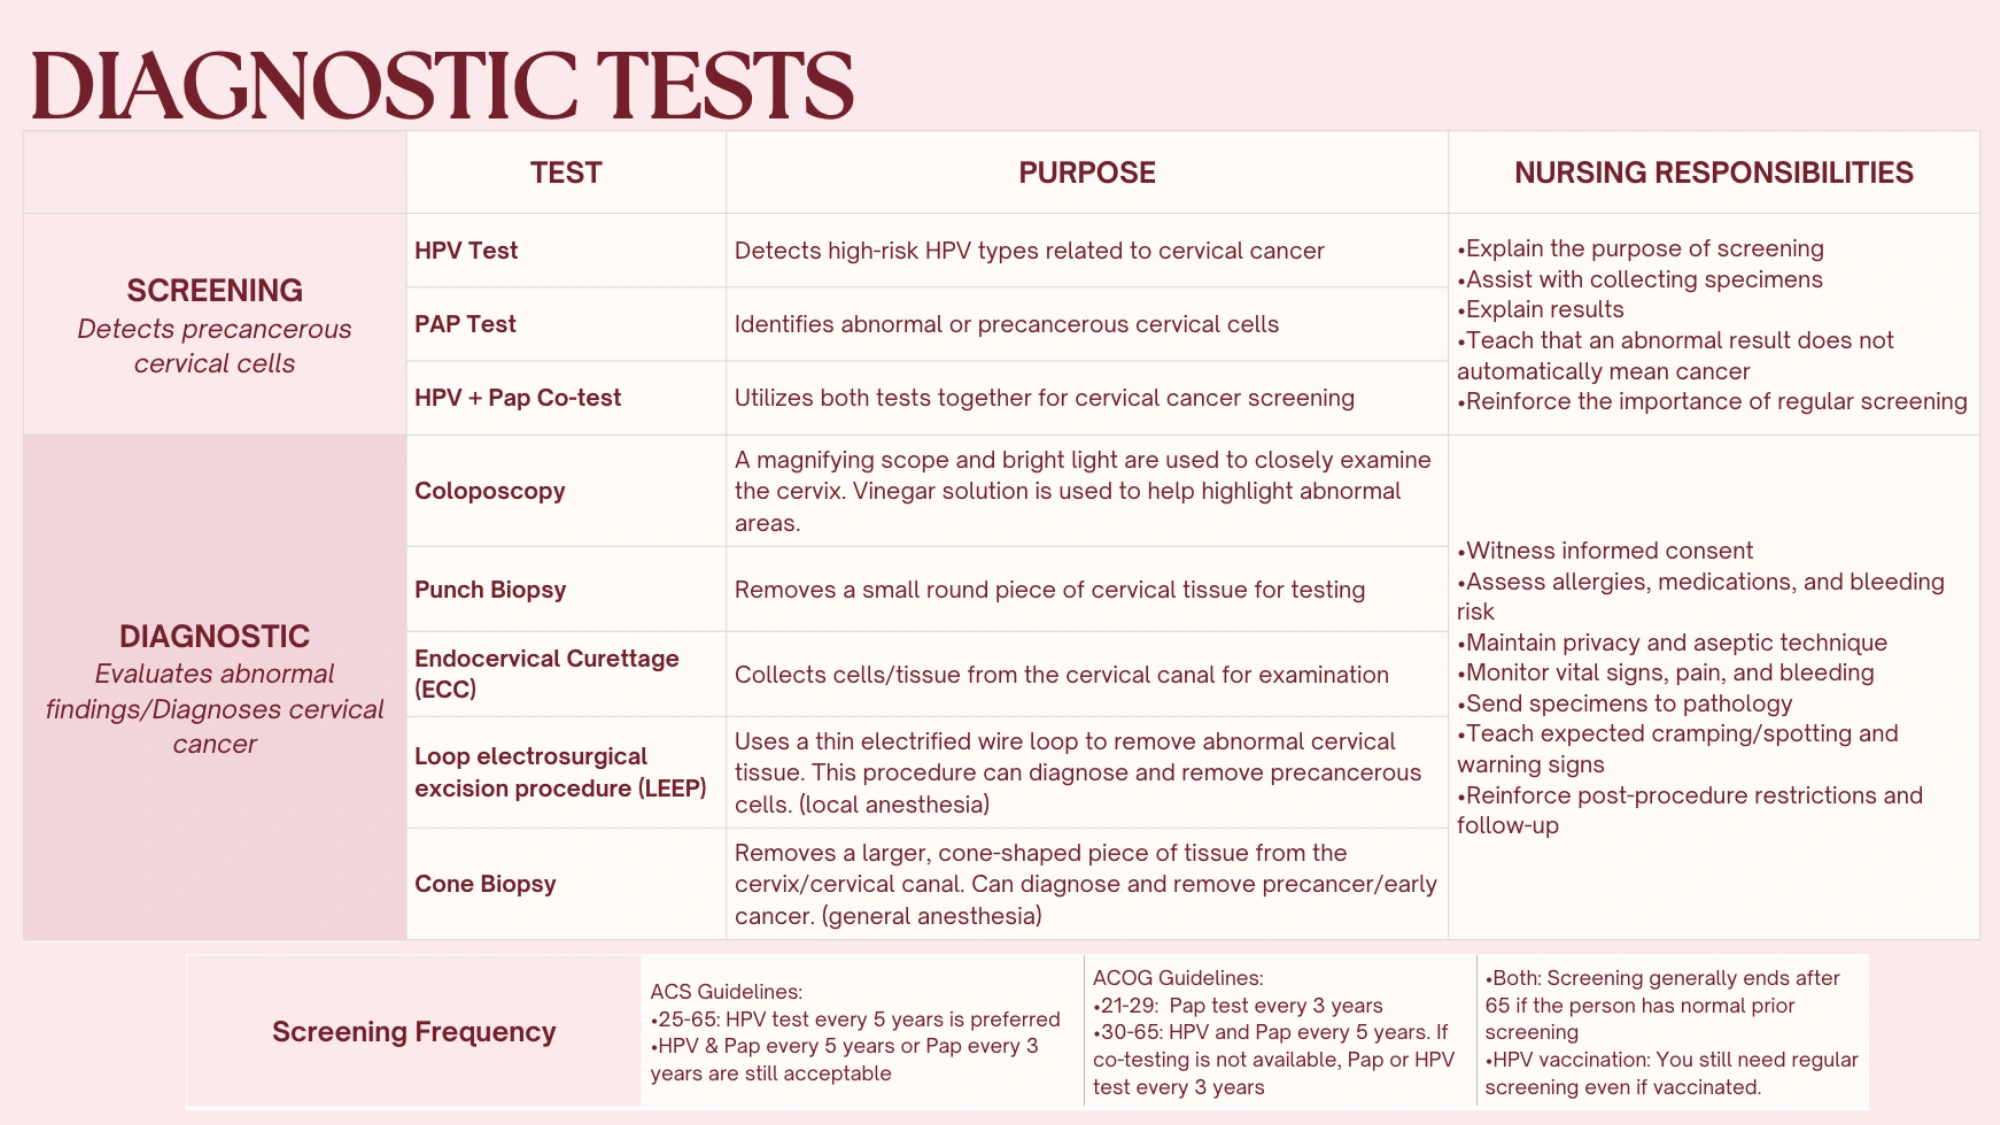 DIAGNOSTIC TESTS
TEST
PURPOSE
NURSING RESPONSIBILITIES
SCREENING
Detects precancerous
cervical cells
HPV Test
Detects high-risk HPV types related to cervical cancer
PAP Test
Identifies abnormal or precancerous cervical cells
HPV + Pap Co-test
Utilizes both tests together for cervical cancer screening
•Explain the purpose of screening
•Assist with collecting specimens
•Explain results
•Teach that an abnormal result does not
automatically mean cancer
•Reinforce the importance of regular screening
DIAGNOSTIC
Evaluates abnormal
findings/Diagnoses cervical
cancer
Coloposcopy
A magnifying scope and bright light are used to closely examine
the cervix. Vinegar solution is used to help highlight abnormal
areas.
Punch Biopsy
Removes a small round piece of cervical tissue for testing
Endocervical Curettage
(ECC)
Collects cells/tissue from the cervical canal for examination
Loop electrosurgical
excision procedure (LEEP)
Uses a thin electrified wire loop to remove abnormal cervical
tissue. This procedure can diagnose and remove precancerous
cells. (local anesthesia)
Cone Biopsy
Removes a larger, cone-shaped piece of tissue from the
cervix/cervical canal. Can diagnose and remove precancer/early
cancer. (general anesthesia)
•Witness informed consent
•Assess allergies, medications, and bleeding
risk
•Maintain privacy and aseptic technique
•Monitor vital signs, pain, and bleeding
•Send specimens to pathology
•Teach expected cramping/spotting and
warning signs
•Reinforce post-procedure restrictions and
follow-up
Screening Frequency
ACS Guidelines:
•25-65: HPV test every 5 years is preferred
•HPV & Pap every 5 years or Pap every 3
years are still acceptable
ACOG Guidelines:
•21-29: Pap test every 3 years
•30-65: HPV and Pap every 5 years. If
co-testing is not available, Pap or HPV
test every 3 years
•Both: Screening generally ends after
65 if the person has normal prior
screening
•HPV vaccination: You still need regular
screening even if vaccinated.